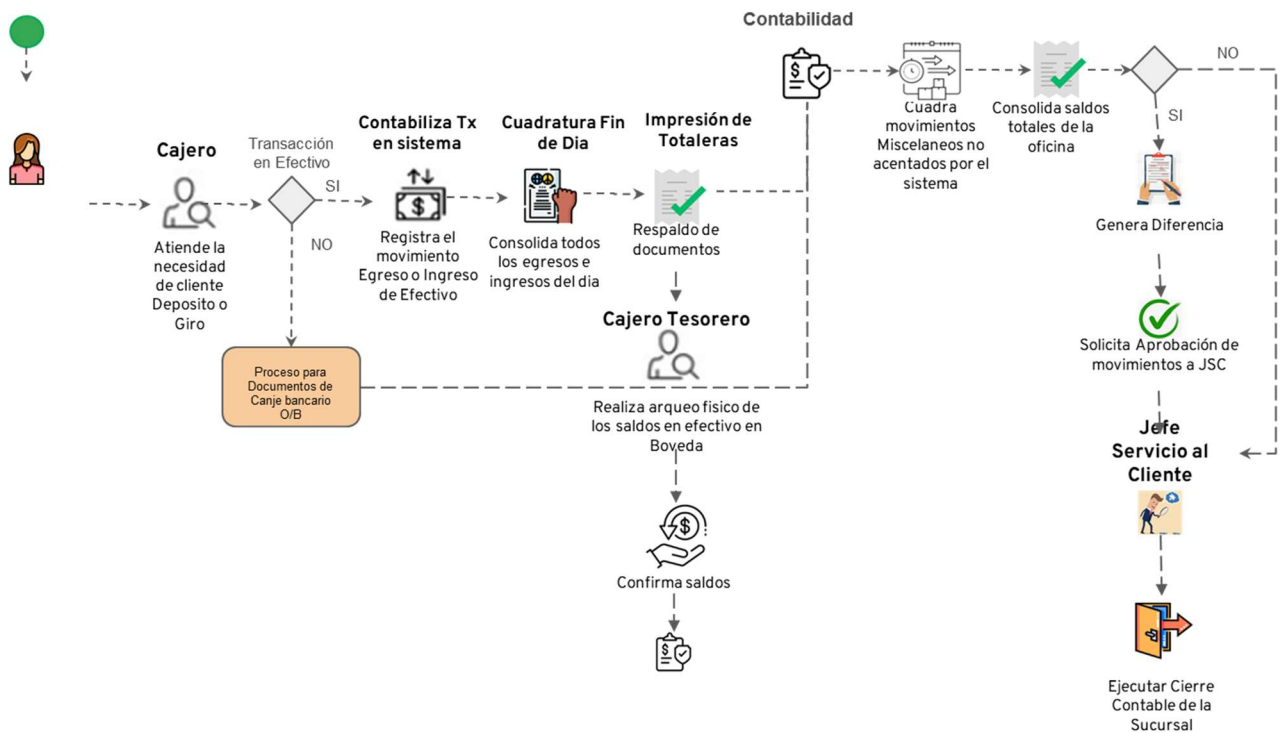 Contabilidad
NO
Cuadra
movimientos
Miscelaneos no
acentados por el
sistema
Consolida saldos
totales de la
oficina
SI
Genera Diferencia
Solicita Aprobación de
movimientos a JSC
Jefe
Servicio al
Cliente
Ejecutar Cierre
Contable de la
Sucursal
Cajero
Atiende la
necesidad
de cliente
Deposito o
Giro
Transacción
en Efectivo
SI
NO
Proceso para
Documentos de
Canje bancario
O/B
Contabiliza Tx
en sistema
$
Registra el
movimiento
Egreso o Ingreso
de Efectivo
Cuadratura Fin
de Dia
Consolida todos
los egresos e
ingresos del dia
Impresión de
Totaleras
Respaldo de
documentos
Cajero Tesorero
Realiza arqueo fisico de
los saldos en efectivo en
Boveda
$
Confirma saldos
$
$